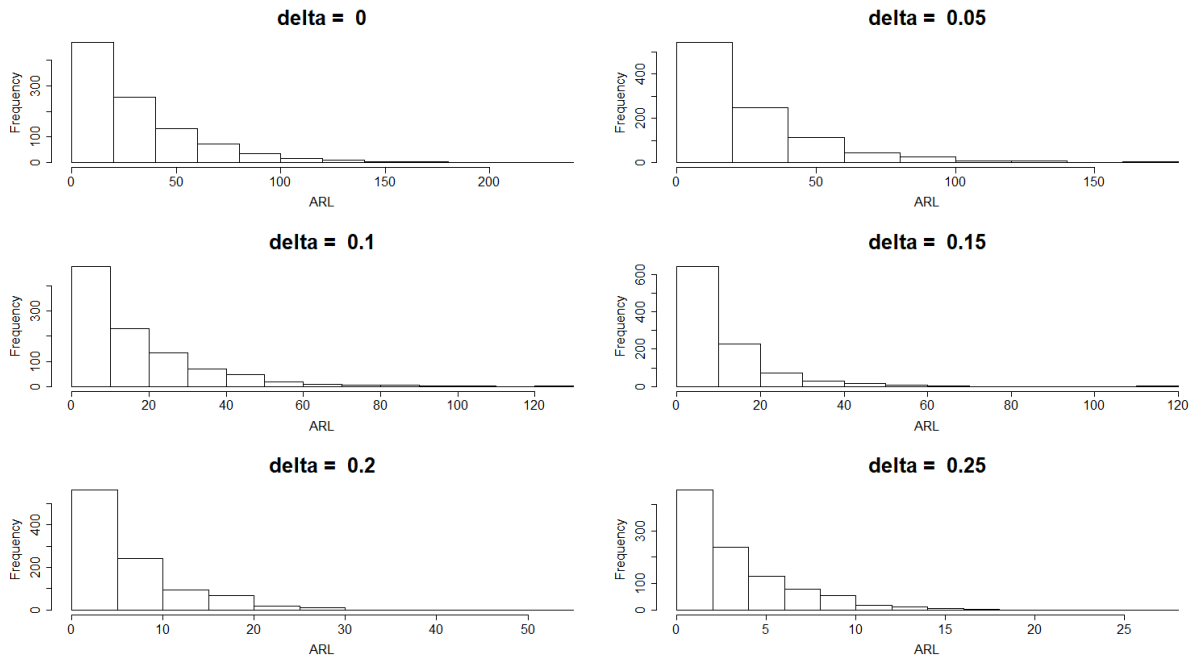 delta =  0
Frequency
0 100 300
0 50 100 150 200
ARL
delta =  0.05
Frequency
0 200 400
0 50 100 150
ARL
delta =  0.1
Frequency
0 100 300
0 20 40 60 80 100 120
ARL
delta =  0.15
Frequency
0 200 400 600
0 20 40 60 80 100 120
ARL
delta =  0.2
Frequency
0 200 400
0 10 20 30 40 50
ARL
delta =  0.25
Frequency
0 100 300
0 5 10 15 20 25
ARL